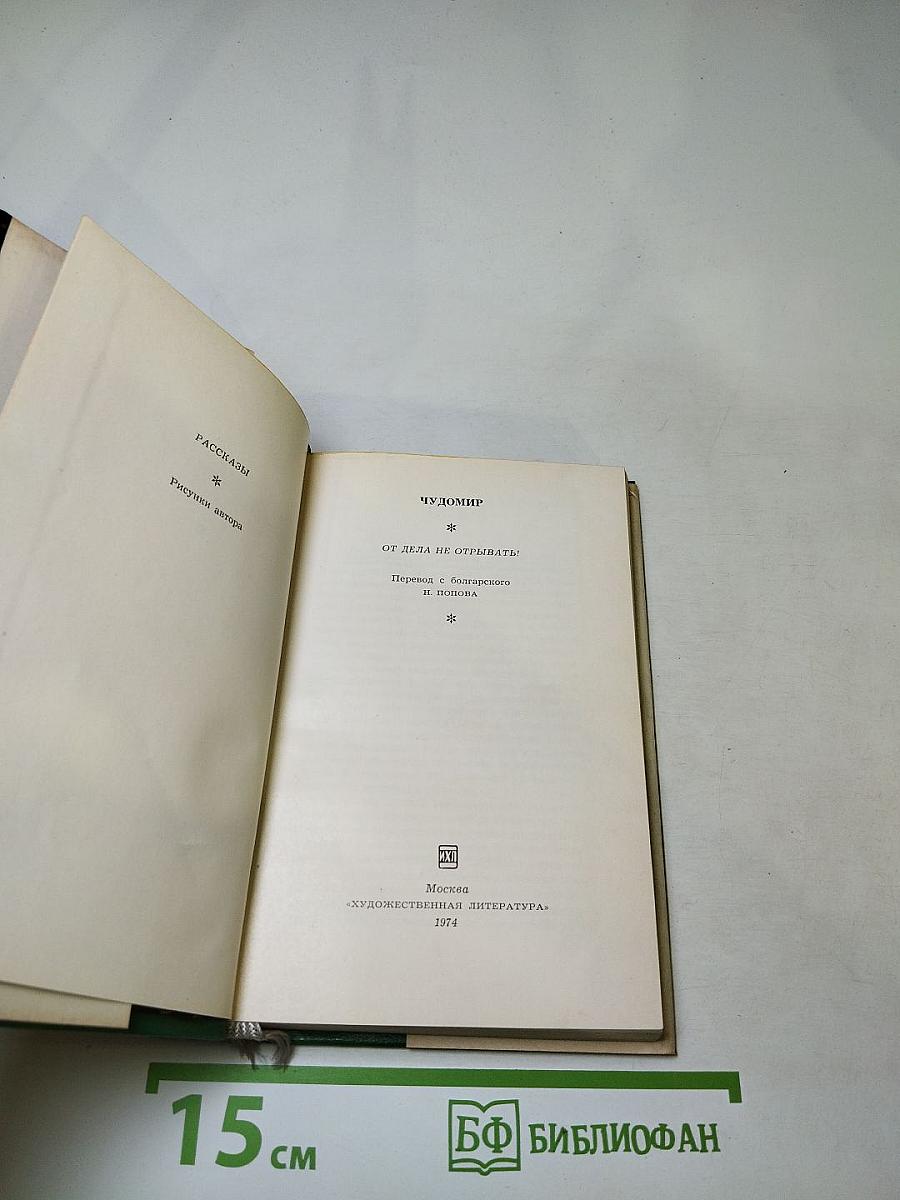 РАССКАЗЫ
*
Рисунки автора
ЧУДОМИР
*
ОТ ДЕЛА НЕ ОТРЫВАТЬ!
Перевод с болгарского
Н. ПОПОВА
*
ИХЛ
Москва
«ХУДОЖЕСТВЕННАЯ ЛИТЕРАТУРА»
1974
15 см
БФ БИБЛИОФАН